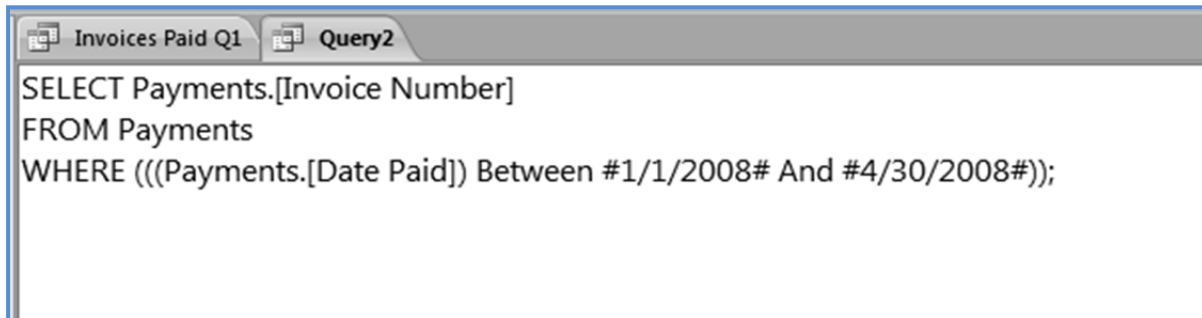 Invoices Paid Q1 Query2
SELECT Payments.[Invoice Number]
FROM Payments
WHERE (((Payments.[Date Paid]) Between #1/1/2008# And #4/30/2008#));